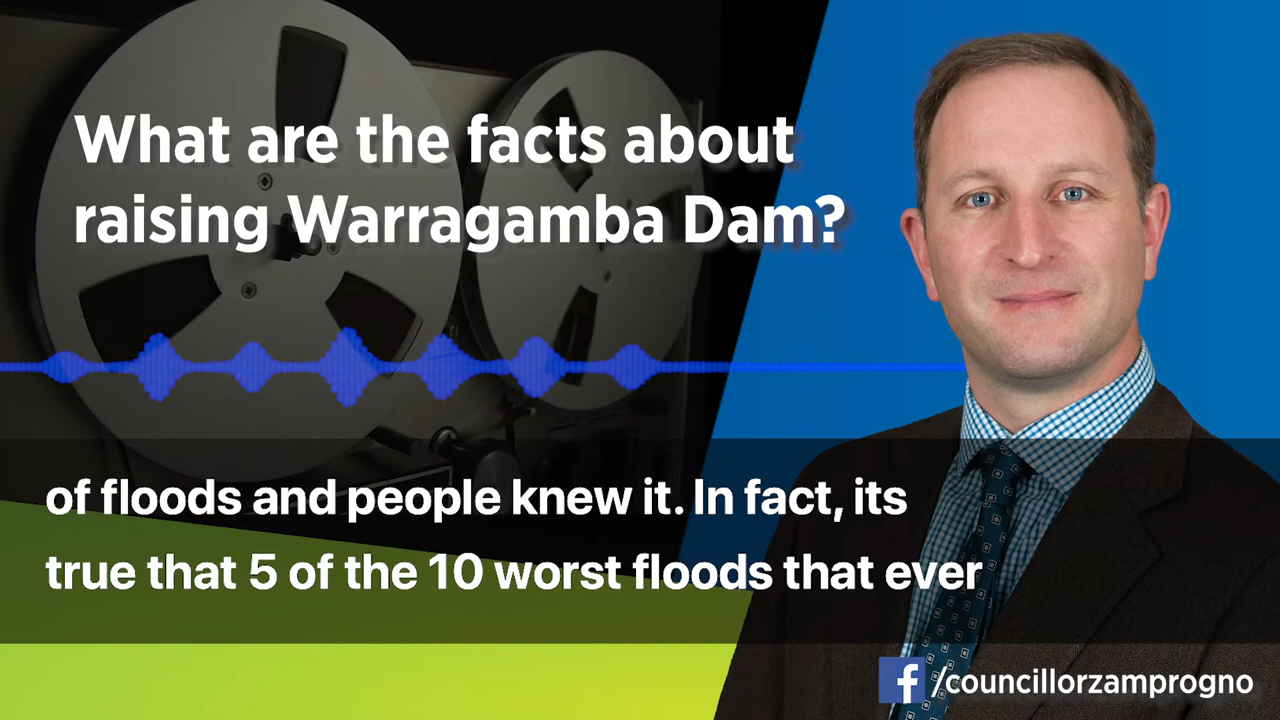 What are the facts about
raising Warragamba Dam?
of floods and people knew it. In fact, its
true that 5 of the 10 worst floods that ever
f /councillorzamprogno